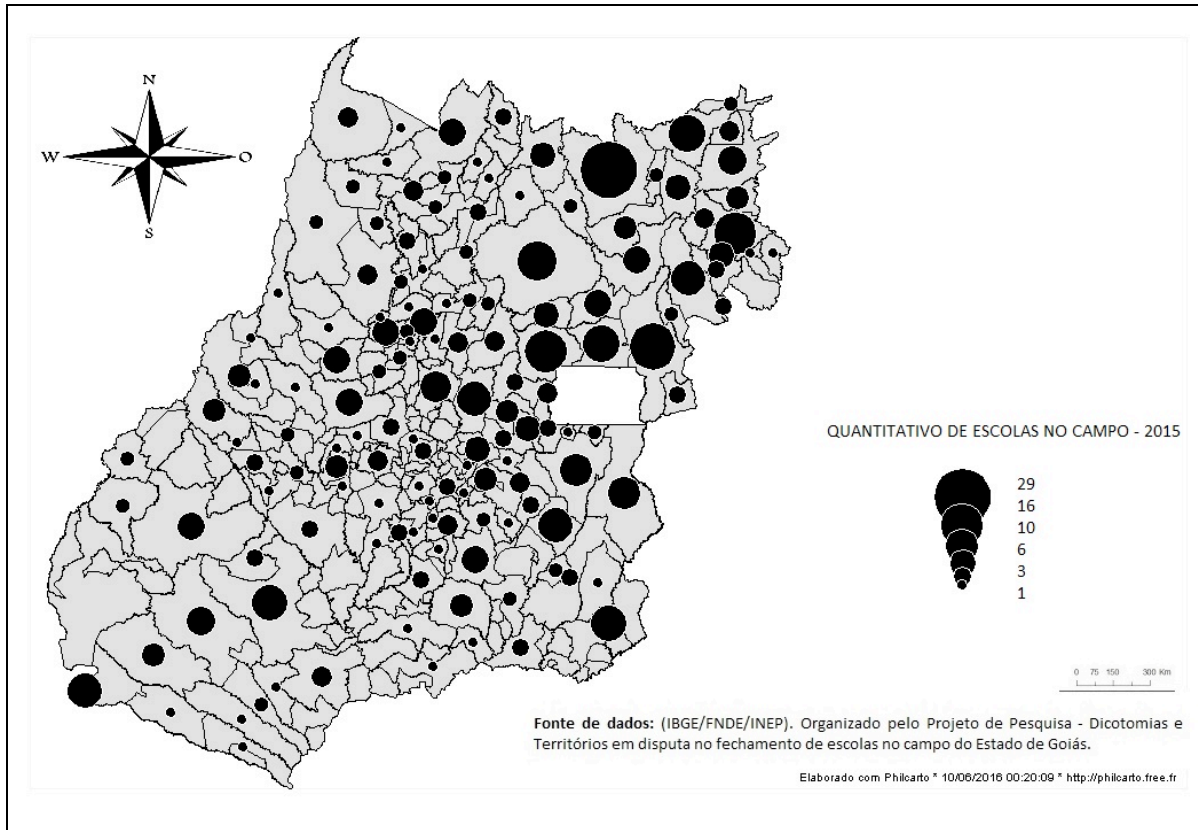 N
W
O
S
QUANTITATIVO DE ESCOLAS NO CAMPO - 2015
29
16
10
6
3
1
0 75 150 300 Km
Fonte de dados: (IBGE/FNDE/INEP). Organizado pelo Projeto de Pesquisa - Dicotomias e
Territórios em disputa no fechamento de escolas no campo do Estado de Goiás.
Elaborado com Philcarto * 10/06/2016 00:20:09 * http://philcarto.free.fr